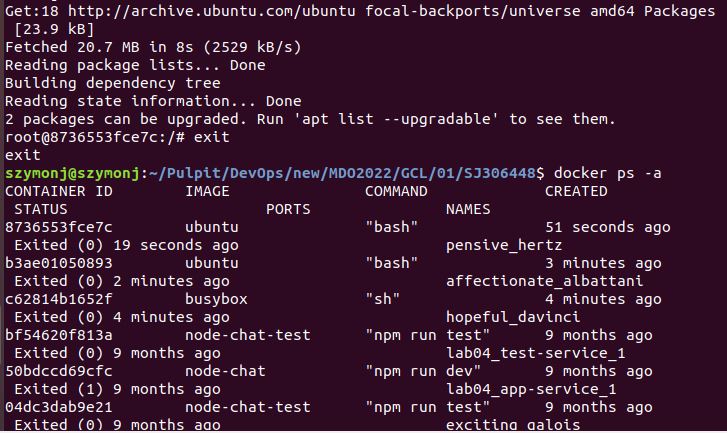 Get:18 http://archive.ubuntu.com/ubuntu focal-backports/universe amd64 Packages
[23.9 kB]
Fetched 20.7 MB in 8s (2529 kB/s)
Reading package lists... Done
Building dependency tree
Reading state information... Done
2 packages can be upgraded. Run 'apt list --upgradable' to see them.
root@8736553fce7c:/# exit
exit
szymonj@szymonj:~/Pulpit/DevOps/new/MDO2022/GCL/01/SJ306448$ docker ps -a
CONTAINER ID IMAGE COMMAND CREATED
STATUS PORTS NAMES
8736553fce7c ubuntu "bash" 51 seconds ago
Exited (0) 19 seconds ago pensive_hertz
b3ae01050893 ubuntu "bash" 3 minutes ago
Exited (0) 2 minutes ago affectionate_albattani
c62814b1652f busybox "sh" 4 minutes ago
Exited (0) 4 minutes ago hopeful_davinci
bf54620f813a node-chat-test "npm run test" 9 months ago
Exited (0) 9 months ago lab04_test-service_1
50bdccd69cfc node-chat "npm run dev" 9 months ago
Exited (1) 9 months ago lab04_app-service_1
04dc3dab9e21 node-chat-test "npm run test" 9 months ago
Exited (0) 9 months ago exciting_galois